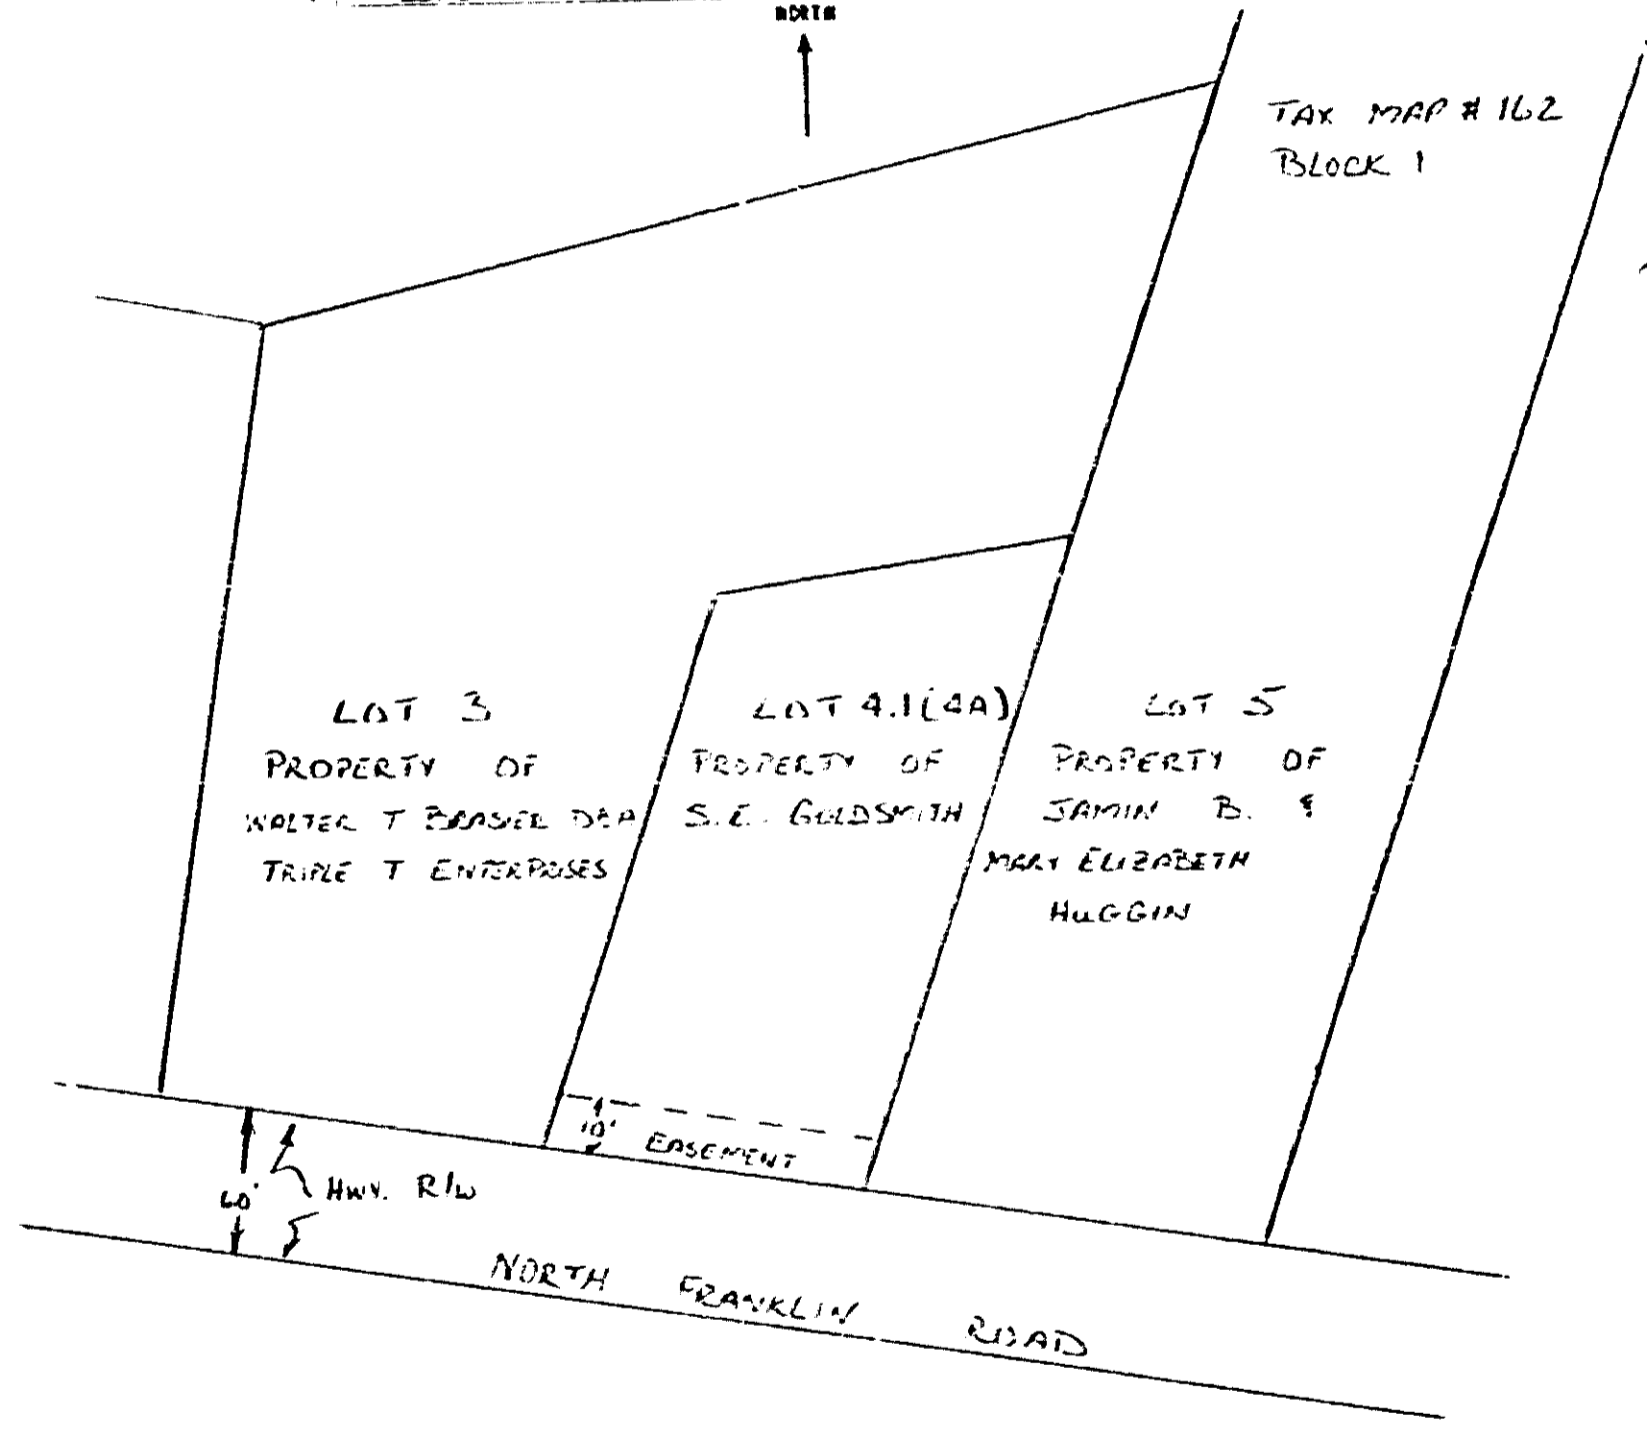 NORTH
TAX MAP # 162
BLOCK 1
LOT 3
PROPERTY OF
WALTER T BRASIER DBA
TRIPLE T ENTERPRISES
LOT 4.1(4A)
PROPERTY OF
S.E. GOLDSMITH
LOT 5
PROPERTY OF
JAMIN B. &
MARY ELIZABETH
HUGGIN
10'
EASEMENT
60'
HWY. R/W
NORTH FRANKLIN ROAD